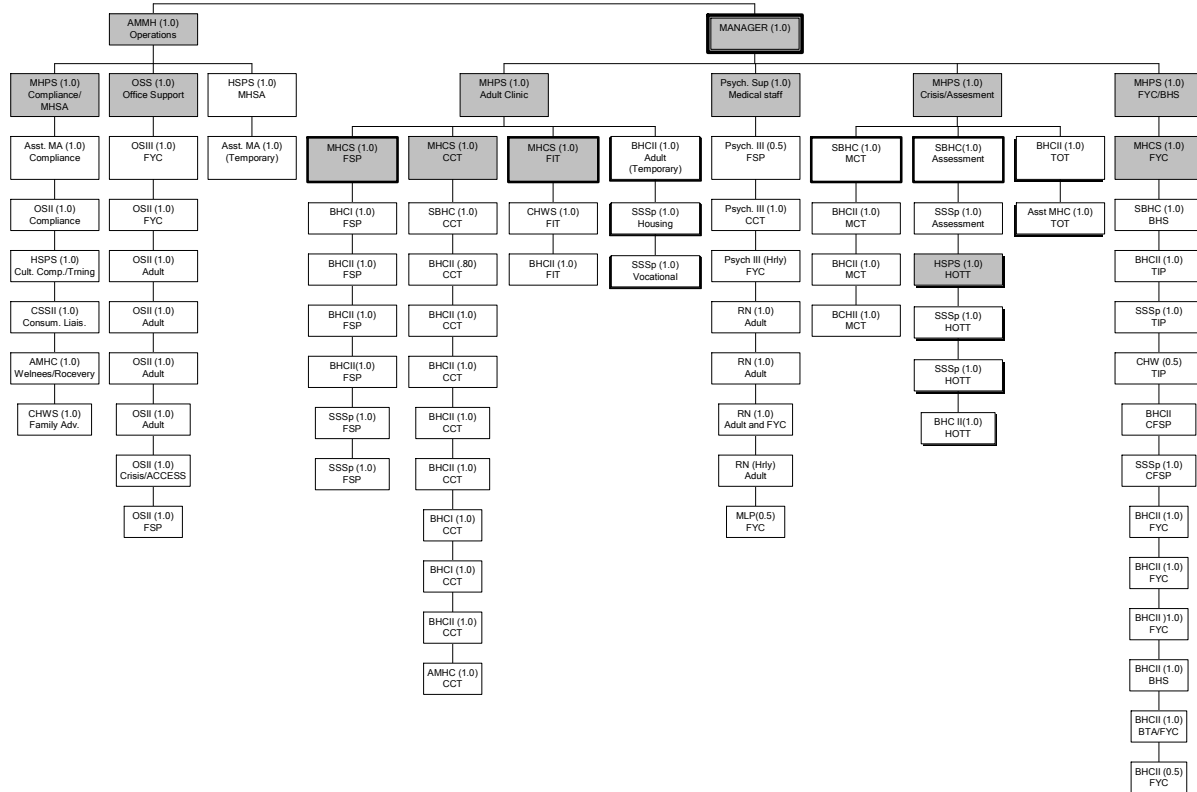 AMMH (1.0)
Operations
MANAGER (1.0)
MHPS (1.0)
Compliance/
MHSA
OSS (1.0)
Office Support
HSPS (1.0)
MHSA
MHPS (1.0)
Adult Clinic
Psych. Sup (1.0)
Medical staff
MHPS (1.0)
Crisis/Assesment
MHPS (1.0)
FYC/BHS
Asst. MA (1.0)
Compliance
OSII (1.0)
Compliance
HSPS (1.0)
Cult. Comp./Trning
CSSII (1.0)
Consum. Liais.
AMHC (1.0)
Welnees/Rocevery
CHWS (1.0)
Family Adv.
OSIII (1.0)
FYC
OSII (1.0)
FYC
OSII (1.0)
Adult
OSII (1.0)
Adult
OSII (1.0)
Adult
OSII (1.0)
Adult
OSII (1.0)
Crisis/ACCESS
OSII (1.0)
FSP
Asst. MA (1.0)
(Temporary)
MHCS (1.0)
FSP
BHCI (1.0)
FSP
BHCII (1.0)
FSP
BHCII (1.0)
FSP
BHCII(1.0)
FSP
SSSp (1.0)
FSP
SSSp (1.0)
FSP
MHCS (1.0)
CCT
SBHC (1.0)
CCT
BHCII (.80)
CCT
BHCII (1.0)
CCT
BHCII (1.0)
CCT
BHCII (1.0)
CCT
BHCII (1.0)
CCT
BHCI (1.0)
CCT
BHCI (1.0)
CCT
BHCII (1.0)
CCT
AMHC (1.0)
CCT
MHCS (1.0)
FIT
CHWS (1.0)
FIT
BHCII (1.0)
FIT
BHCII (1.0)
Adult
(Temporary)
SSSp (1.0)
Housing
SSSp (1.0)
Vocational
Psych. III (0.5)
FSP
Psych. III (1.0)
CCT
Psych III (Hrly)
FYC
RN (1.0)
Adult
RN (1.0)
Adult
RN (1.0)
Adult and FYC
RN (Hrly)
Adult
MLP(0.5)
FYC
SBHC (1.0)
MCT
BHCII (1.0)
MCT
BHCII (1.0)
MCT
BCHII (1.0)
MCT
SBHC(1.0)
Assessment
SSSp (1.0)
Assessment
HSPS (1.0)
HOTT
SSSp (1.0)
HOTT
SSSp (1.0)
HOTT
BHC II(1.0)
HOTT
BHCII (1.0)
TOT
Asst MHC (1.0)
TOT
MHCS (1.0)
FYC
SBHC (1.0)
BHS
BHCII (1.0)
TIP
SSSp (1.0)
TIP
CHW (0.5)
TIP
BHCII
CFSP
SSSp (1.0)
CFSP
BHCII (1.0)
FYC
BHCII (1.0)
FYC
BHCII )1.0)
FYC
BHCII (1.0)
BHS
BHCII (1.0)
BTA/FYC
BHCII (0.5)
FYC